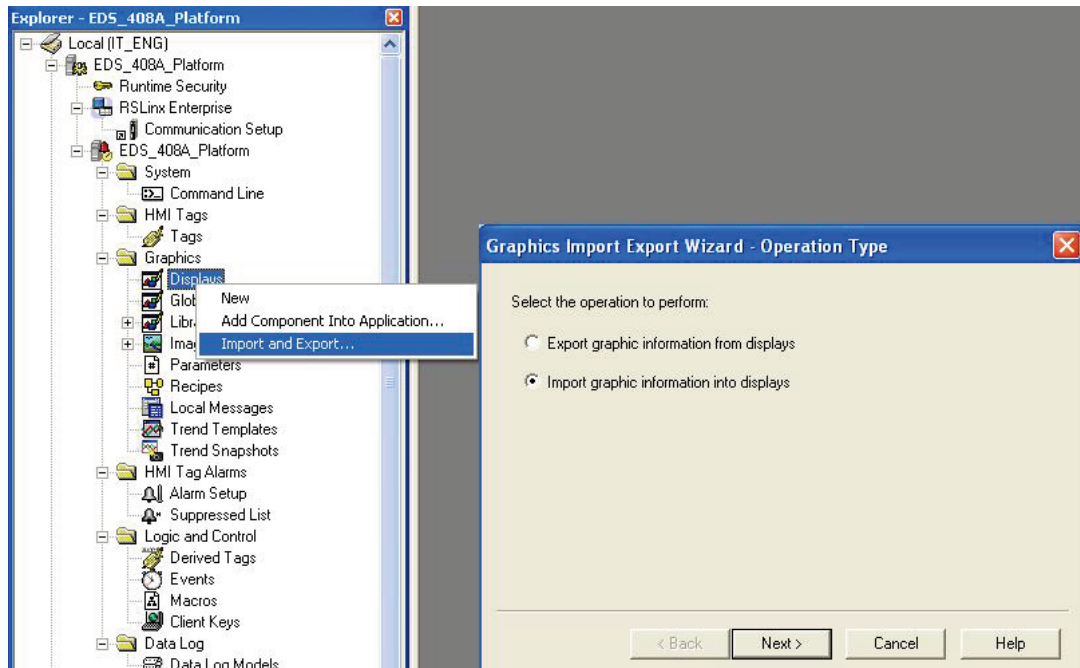 Explorer - EDS_408A_Platform
Local (IT_ENG)
EDS_408A_Platform
Runtime Security
RSLinx Enterprise
Communication Setup
EDS_408A_Platform
System
Command Line
HMI Tags
Tags
Graphics
Displays
Glob
Libr
Imag
Parameters
Recipes
Local Messages
Trend Templates
Trend Snapshots
HMI Tag Alarms
Alarm Setup
Suppressed List
Logic and Control
Derived Tags
Events
Macros
Client Keys
Data Log
Data Log Models
New
Add Component Into Application...
Import and Export...
Graphics Import Export Wizard - Operation Type
Select the operation to perform:
Export graphic information from displays
Import graphic information into displays
< Back Next > Cancel Help